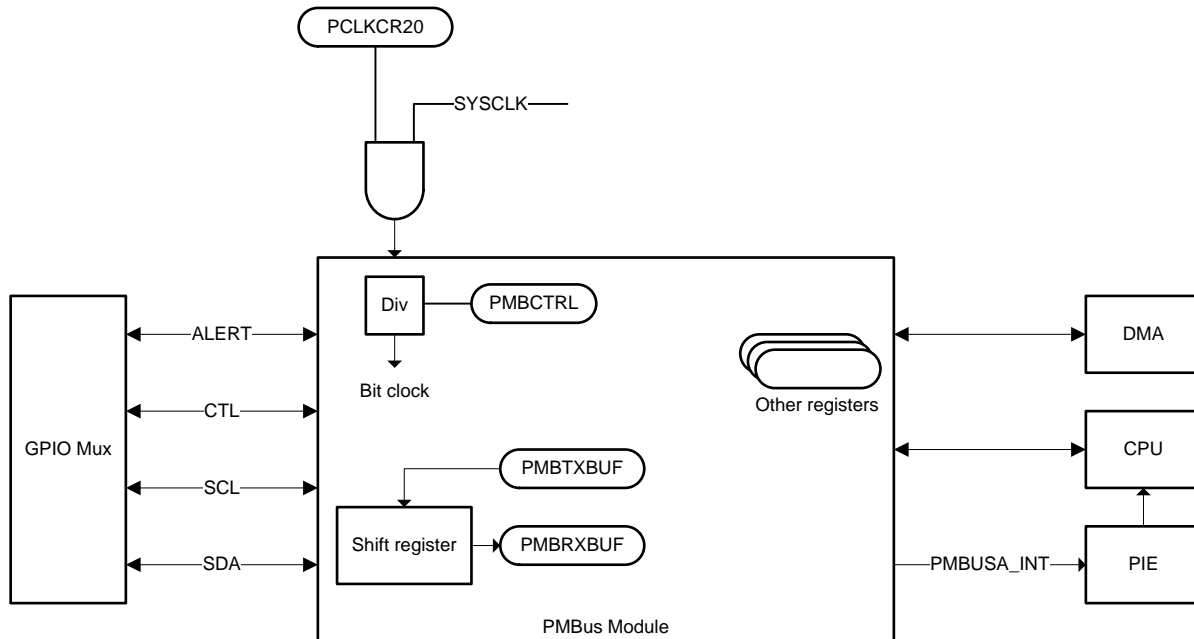 PCLKCR20
SYSCLK
Div
PMBCTRL
ALERT
DMA
Bit clock
Other registers
CTL
GPIO Mux
CPU
PMBTXBUF
SCL
Shift register
PMBRXBUF
SDA
PMBUSA_INT
PIE
PMBus Module